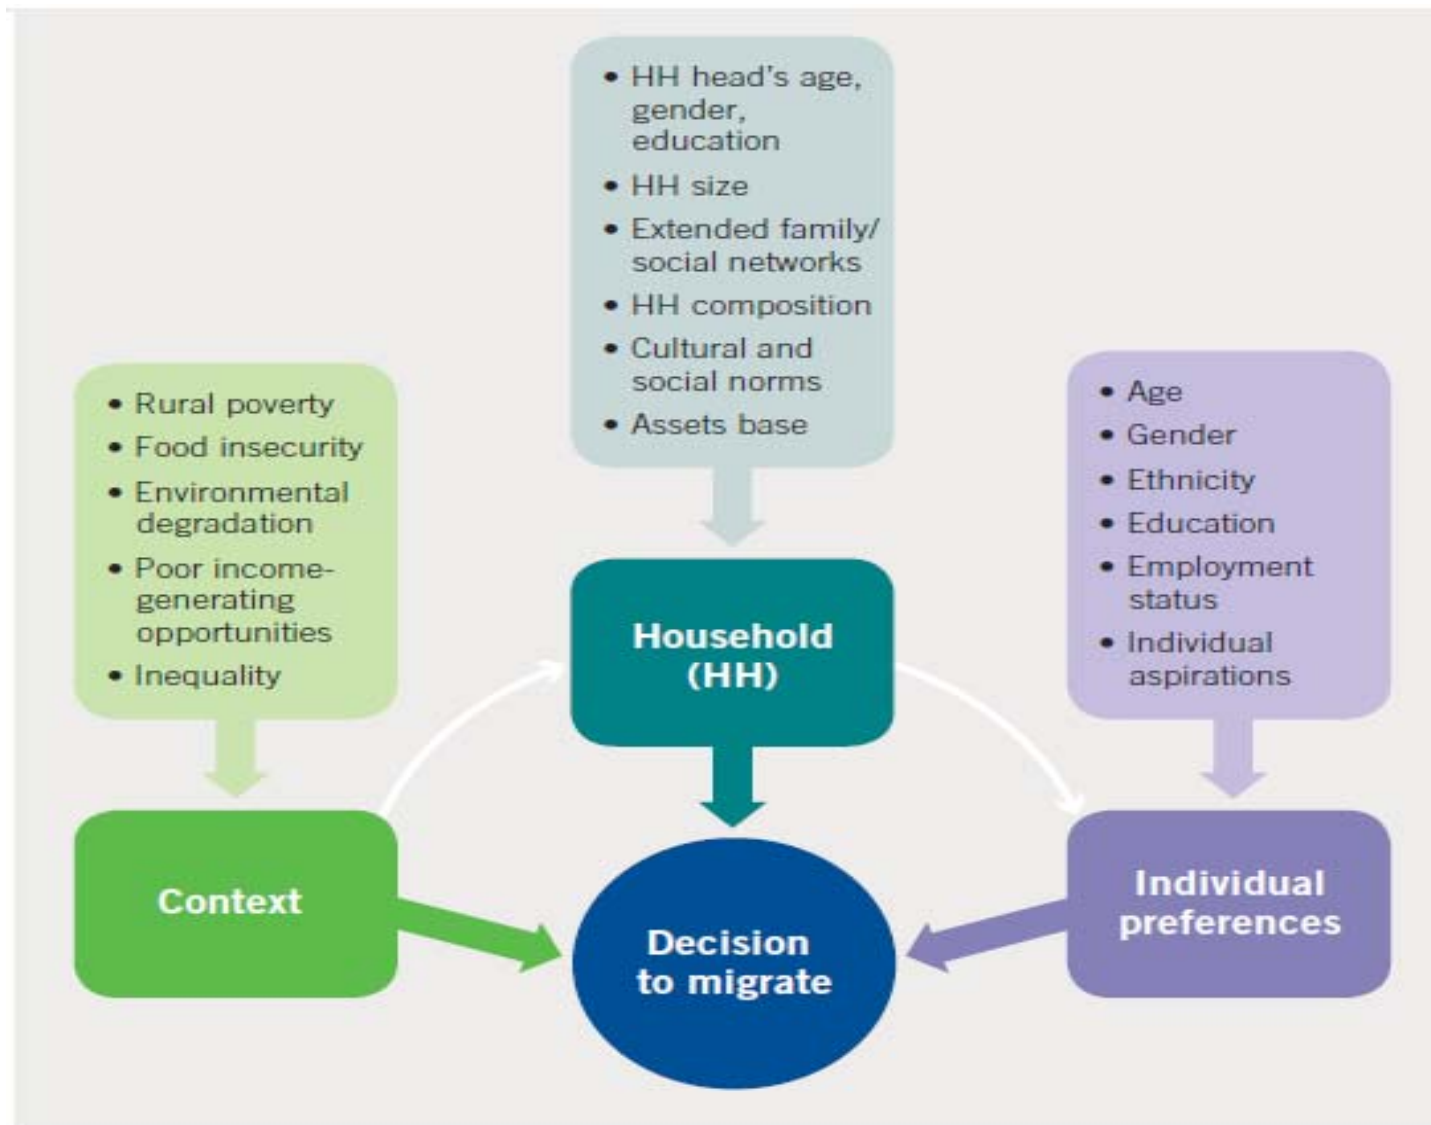 • HH head's age,
gender,
education
• HH size
• Extended family/
social networks
• HH composition
• Cultural and
social norms
• Assets base
• Rural poverty
• Food insecurity
• Environmental
degradation
• Poor income-
generating
opportunities
• Inequality
• Age
• Gender
• Ethnicity
• Education
• Employment
status
• Individual
aspirations
Household
(HH)
Context
Individual
preferences
Decision
to migrate